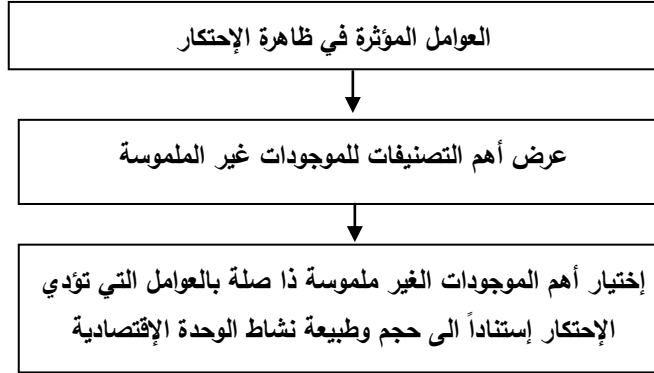 العوامل المؤثرة في ظاهرة الإحتكار
عرض أهم التصنيفات للموجودات غير الملموسة
إختيار أهم الموجودات الغير ملموسة ذا صلة بالعوامل التي تؤدي
الإحتكار إستناداً الى حجم وطبيعة نشاط الوحدة الإقتصادية